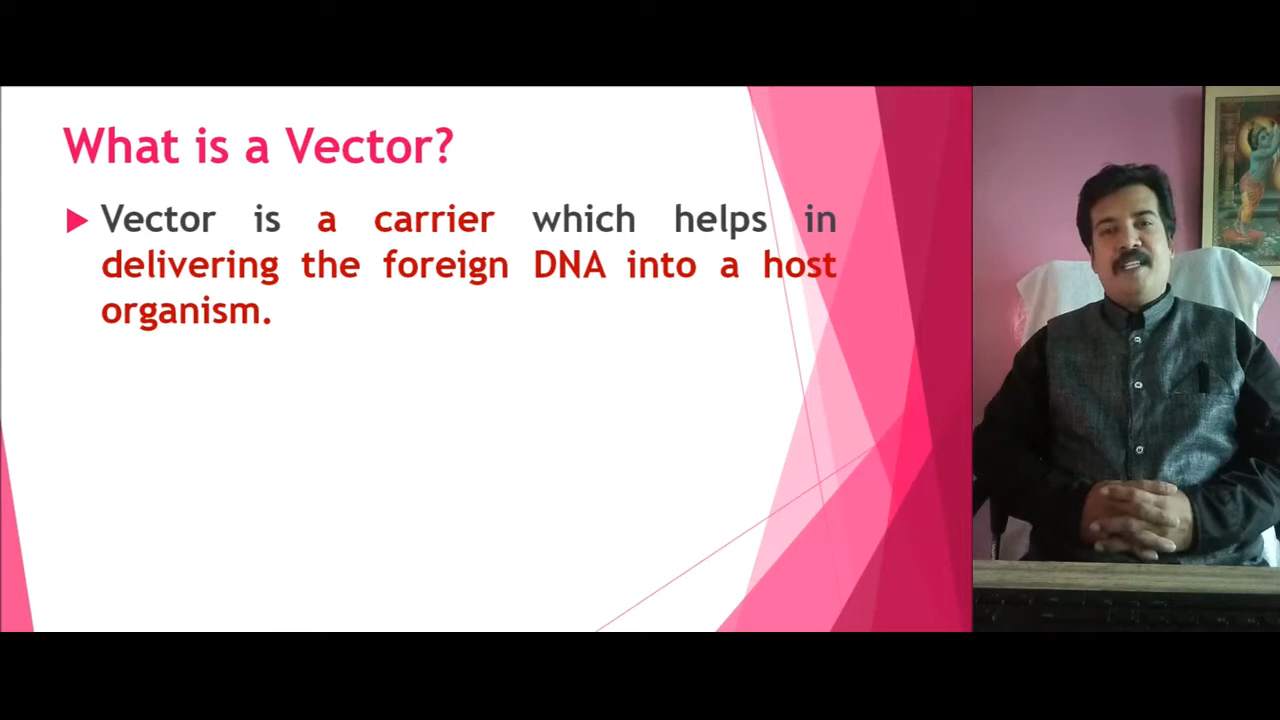 What is a Vector?
Vector is a carrier which helps in
delivering the foreign DNA into a host
organism.